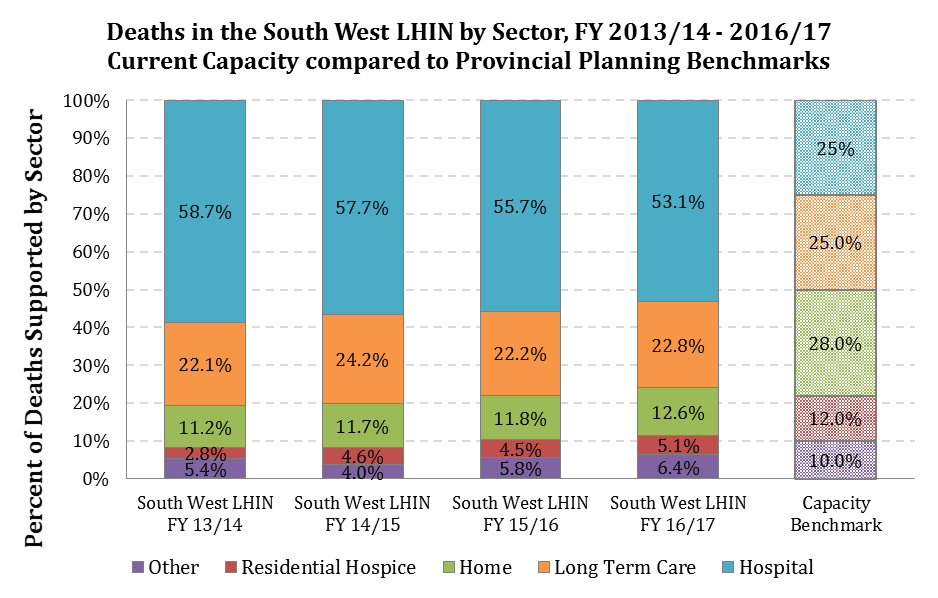 Deaths in the South West LHIN by Sector, FY 2013/14 - 2016/17
Current Capacity compared to Provincial Planning Benchmarks
Percent of Deaths Supported by Sector
100%
90%
80%
70%
60%
50%
40%
30%
20%
10%
0%
58.7%
22.1%
11.2%
2.8%
5.4%
57.7%
24.2%
11.7%
4.6%
4.0%
55.7%
22.2%
11.8%
4.5%
5.8%
53.1%
22.8%
12.6%
5.1%
6.4%
25%
25.0%
28.0%
12.0%
10.0%
South West LHIN
FY 13/14
South West LHIN
FY 14/15
South West LHIN
FY 15/16
South West LHIN
FY 16/17
Capacity
Benchmark
Other
Residential Hospice
Home
Long Term Care
Hospital